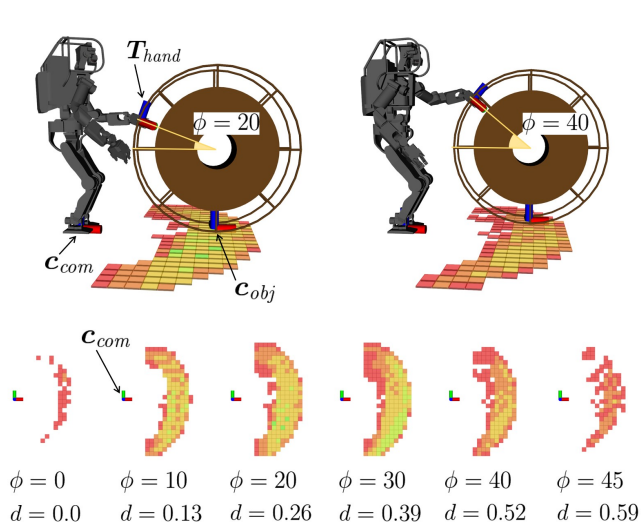 T_hand
ϕ = 20
ϕ = 40
c_com
c_obj
c_com
ϕ = 0 ϕ = 10 ϕ = 20 ϕ = 30 ϕ = 40 ϕ = 45
d = 0.0 d = 0.13 d = 0.26 d = 0.39 d = 0.52 d = 0.59